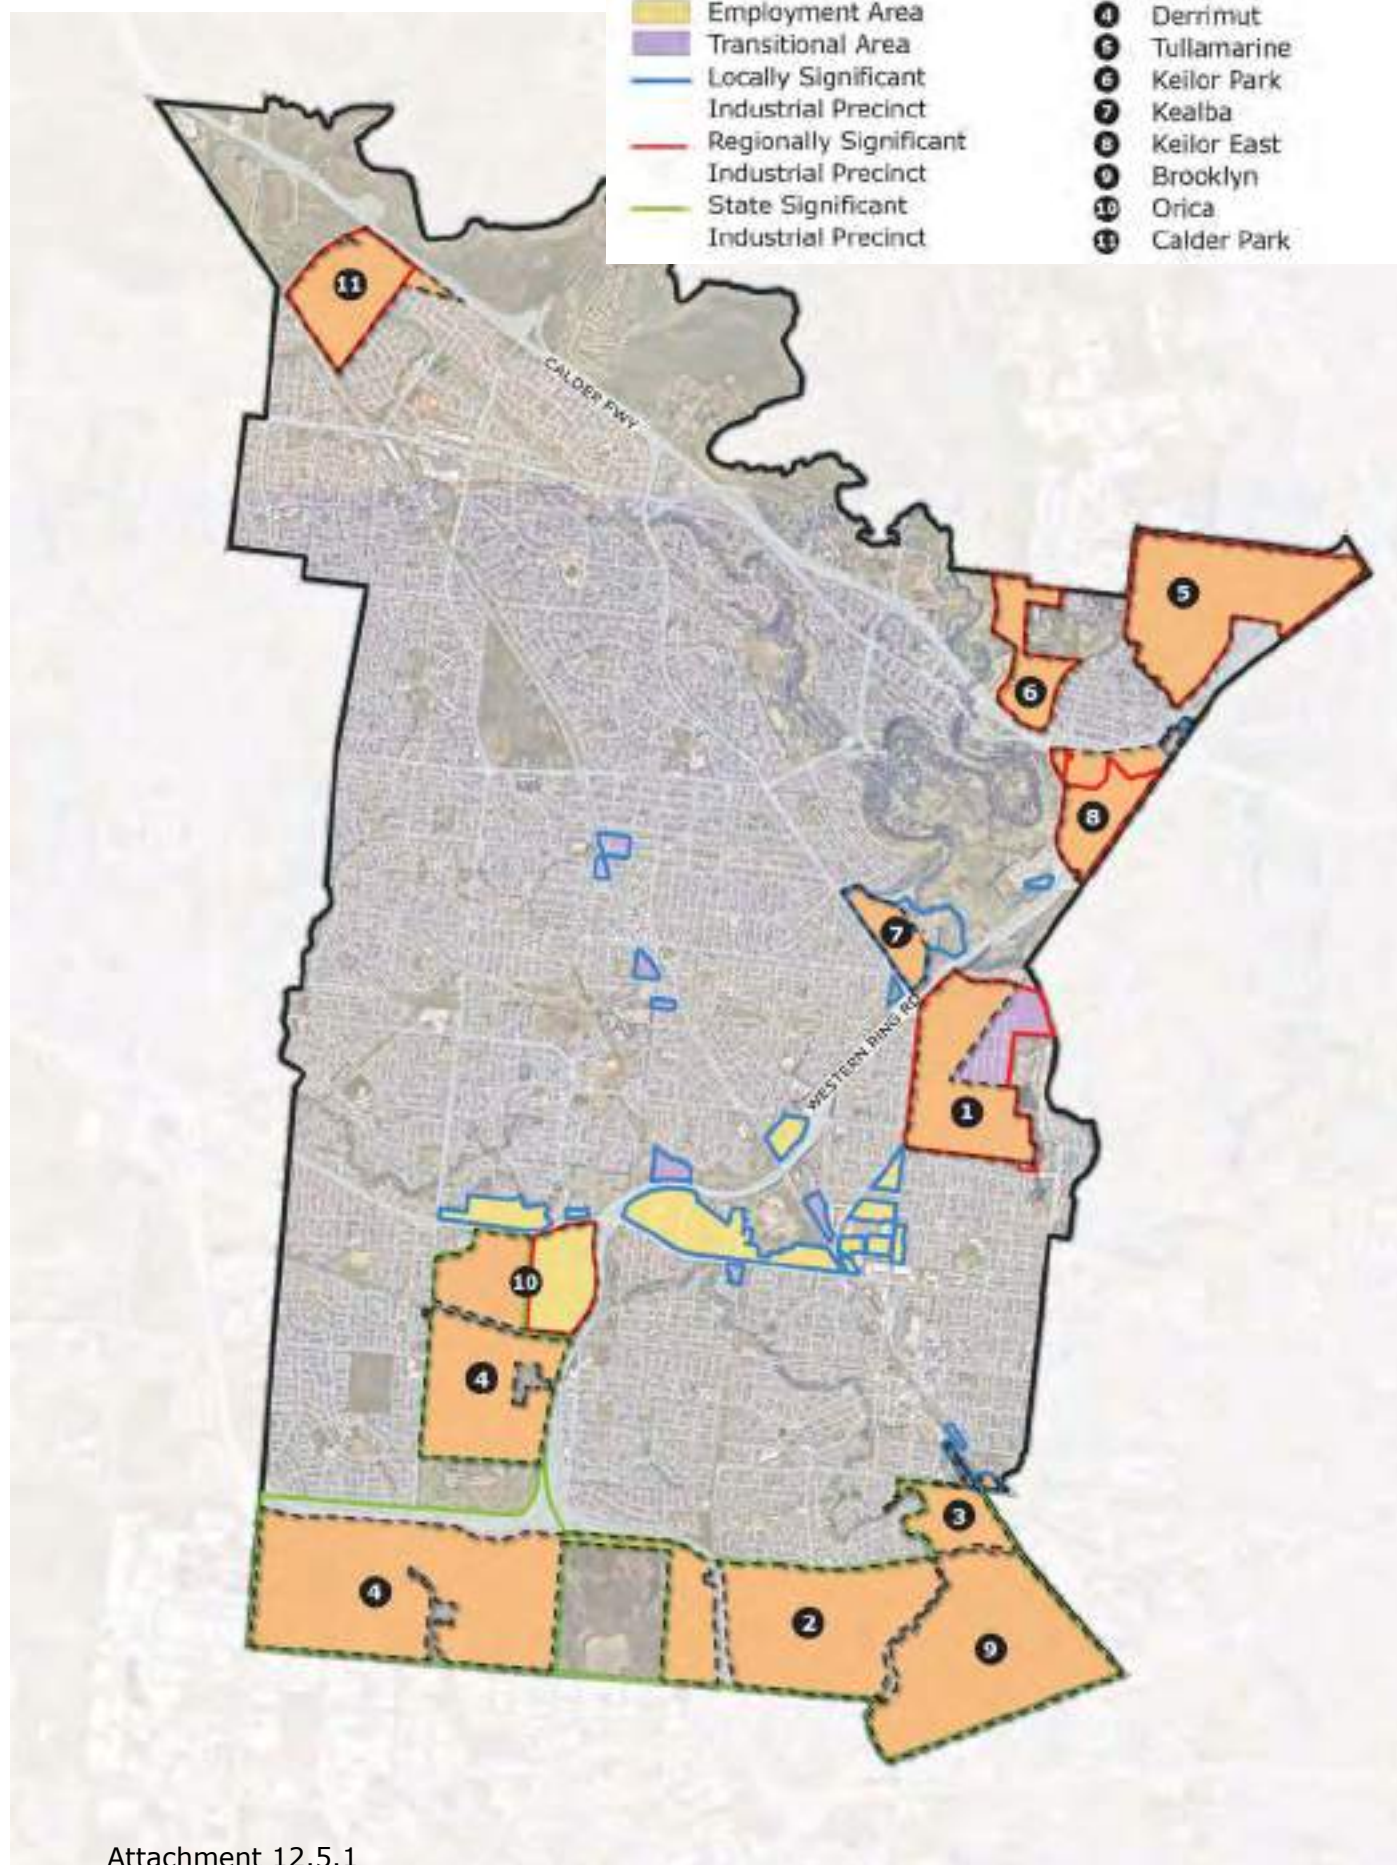 Employment Area
Transitional Area
Locally Significant
Industrial Precinct
Regionally Significant
Industrial Precinct
State Significant
Industrial Precinct
4 Derrimut
5 Tullamarine
6 Keilor Park
7 Kealba
8 Keilor East
9 Brooklyn
10 Orica
11 Calder Park
11
CALDER FWY
5
6
8
7
WESTERN RING RD
1
10
4
3
4
2
9
Attachment 12.5.1